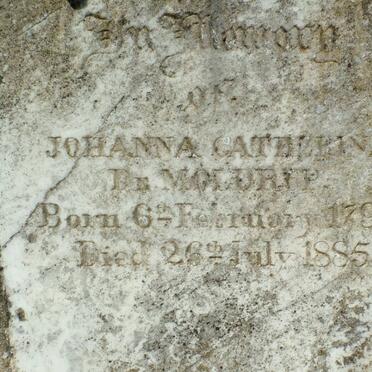 In Memory
of
JOHANNA CATHERIN
Born 6th February 179
Died 26th July 1885